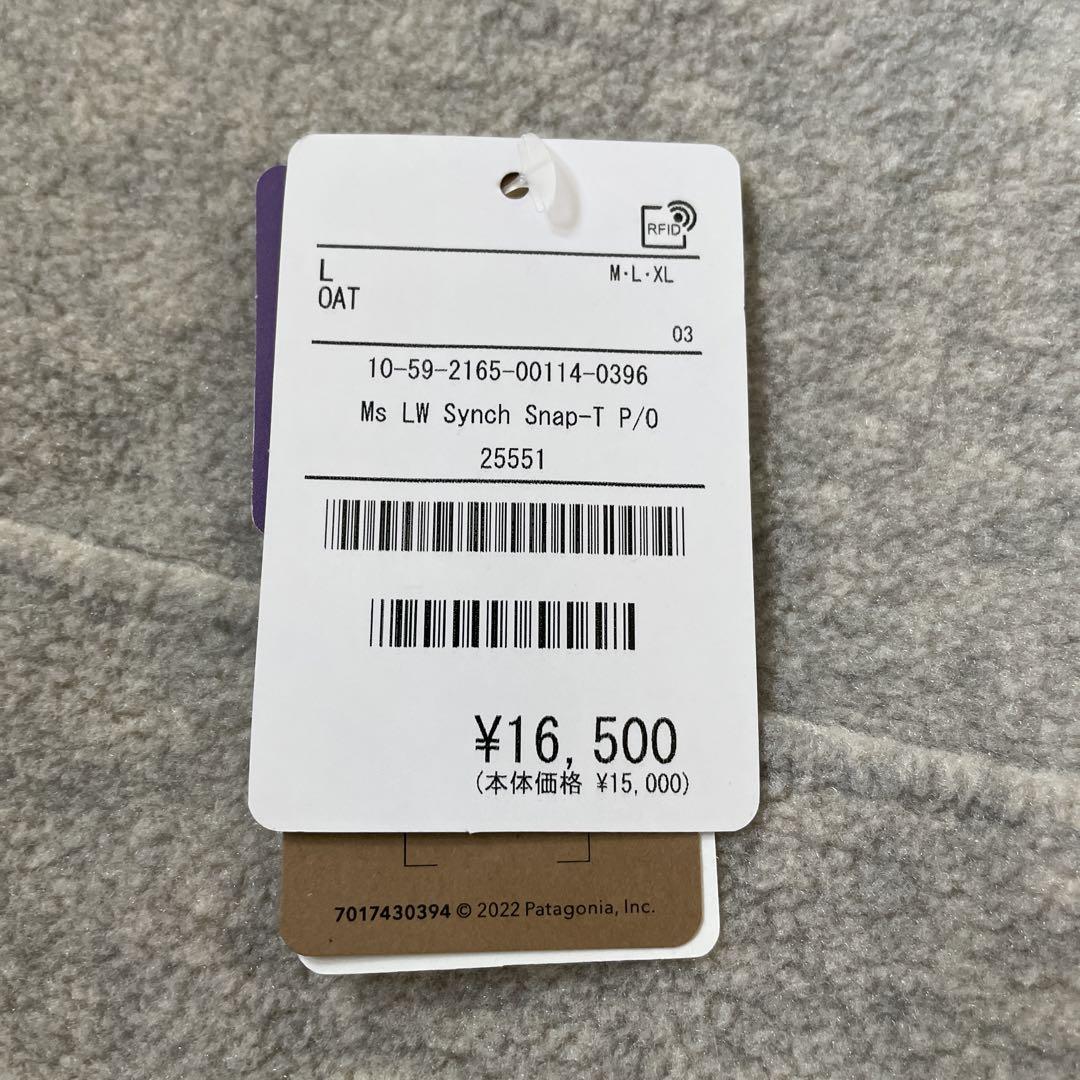 RFID
L
M·L·XL
OAT
03
10-59-2165-00114-0396
Ms LW Synch Snap-T P/O
25551
¥16,500
(本体価格 ¥15,000)
7017430394 © 2022 Patagonia, Inc.